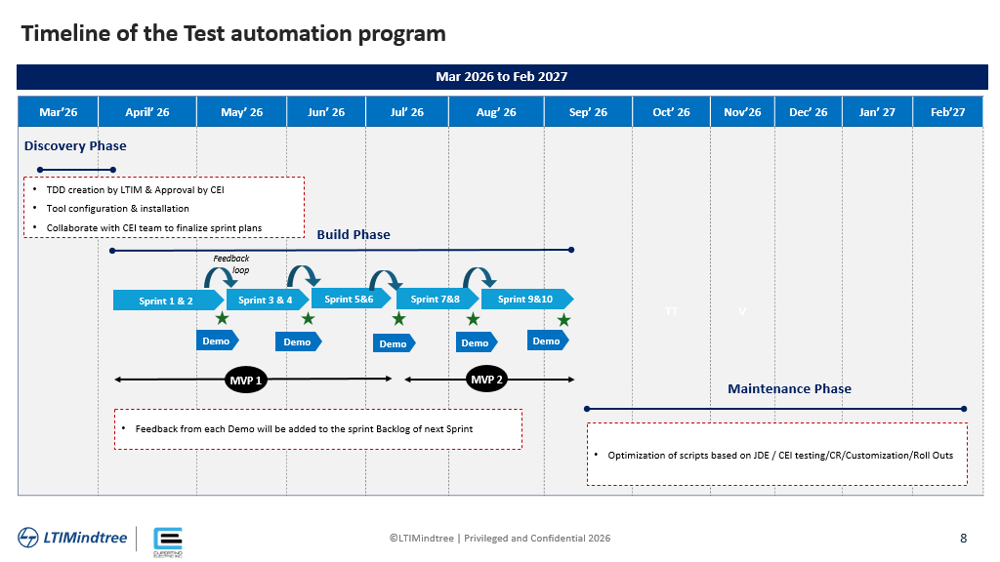 Timeline of the Test automation program
Mar 2026 to Feb 2027
Mar’26 April’ 26 May’ 26 Jun’ 26 Jul’ 26 Aug’ 26 Sep’ 26 Oct’ 26 Nov’26 Dec’ 26 Jan’ 27 Feb’27
Discovery Phase
• TDD creation by LTIM & Approval by CEI
• Tool configuration & installation
• Collaborate with CEI team to finalize sprint plans
Build Phase
Feedback
loop
Sprint 1 & 2 Sprint 3 & 4 Sprint 5&6 Sprint 7&8 Sprint 9&10
TT V
Demo Demo Demo Demo Demo
MVP 1 MVP 2
Maintenance Phase
• Feedback from each Demo will be added to the sprint Backlog of next Sprint
• Optimization of scripts based on JDE / CEI testing/CR/Customization/Roll Outs
LTIMindtree
CUPERTINO ELECTRIC INC.
©LTIMindtree | Privileged and Confidential 2026
8